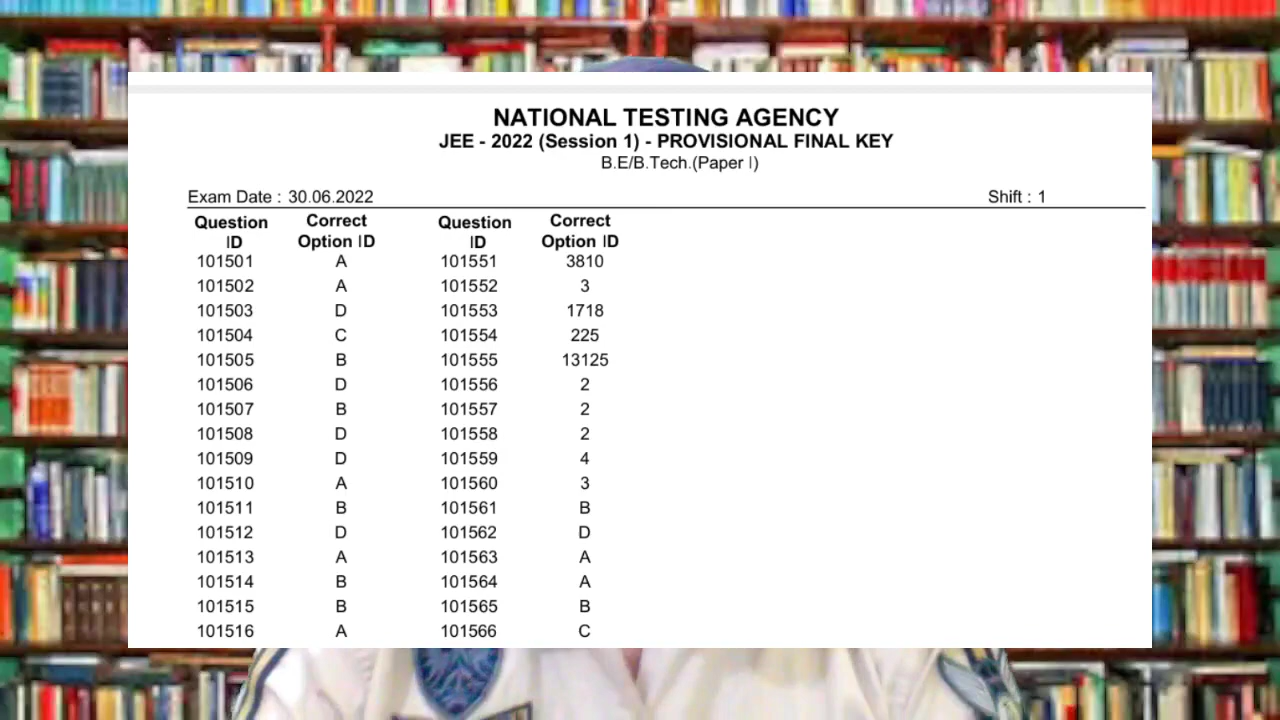 NATIONAL TESTING AGENCY
JEE - 2022 (Session 1) - PROVISIONAL FINAL KEY
B.E/B.Tech.(Paper I)
Exam Date : 30.06.2022 Shift : 1
Question Correct Question Correct
ID Option ID ID Option ID
101501 A 101551 3810
101502 A 101552 3
101503 D 101553 1718
101504 C 101554 225
101505 B 101555 13125
101506 D 101556 2
101507 B 101557 2
101508 D 101558 2
101509 D 101559 4
101510 A 101560 3
101511 B 101561 B
101512 D 101562 D
101513 A 101563 A
101514 B 101564 A
101515 B 101565 B
101516 A 101566 C